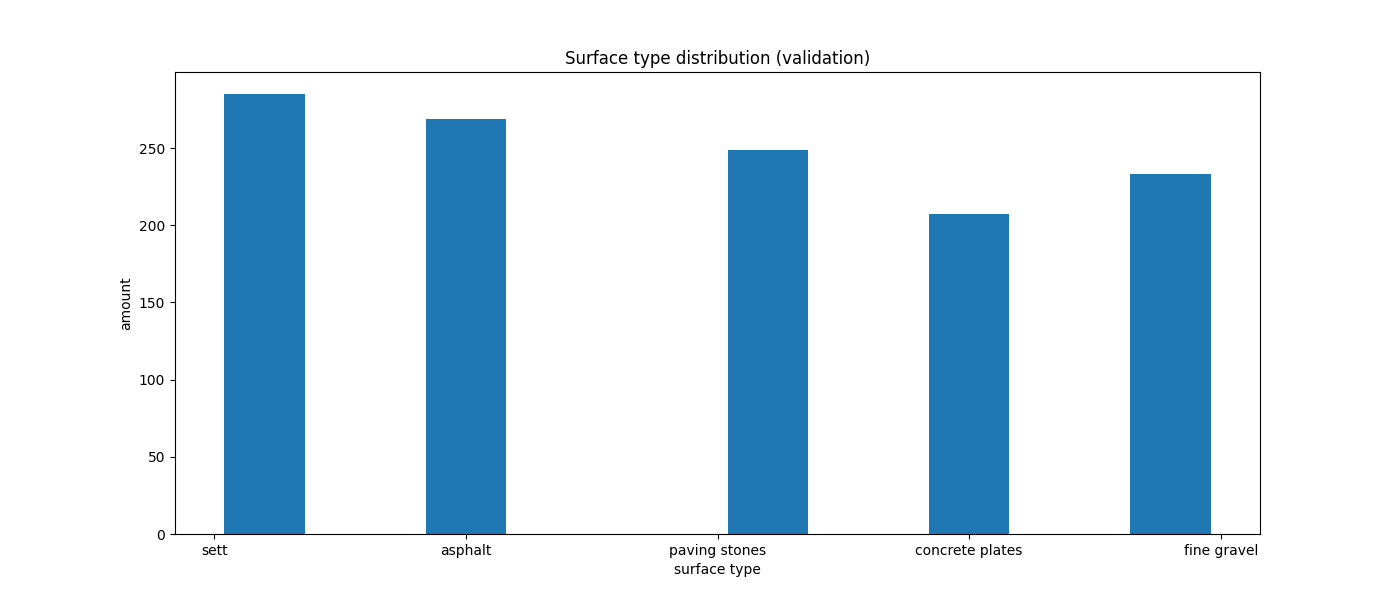 Surface type distribution (validation)
amount
250
200
150
100
50
0
sett asphalt paving stones concrete plates fine gravel
surface type